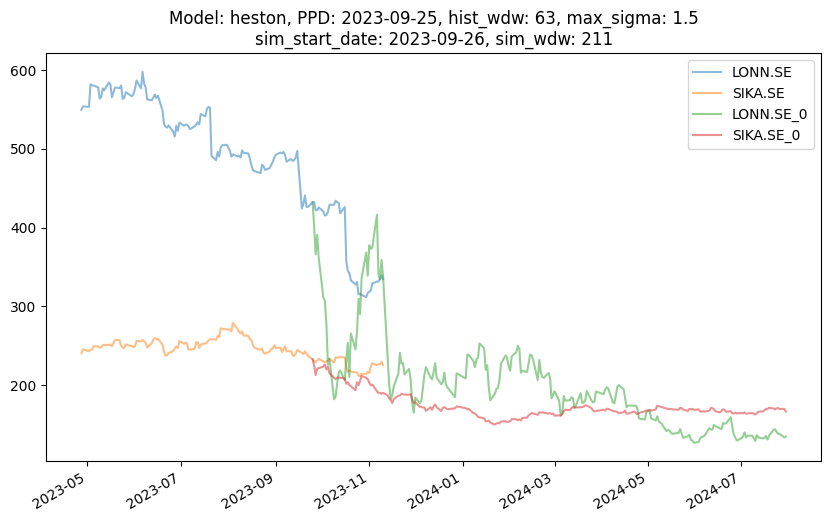 Model: heston, PPD: 2023-09-25, hist_wdw: 63, max_sigma: 1.5
sim_start_date: 2023-09-26, sim_wdw: 211
LONN.SE
SIKA.SE
LONN.SE_0
SIKA.SE_0
600
500
400
300
200
2023-05
2023-07
2023-09
2023-11
2024-01
2024-03
2024-05
2024-07